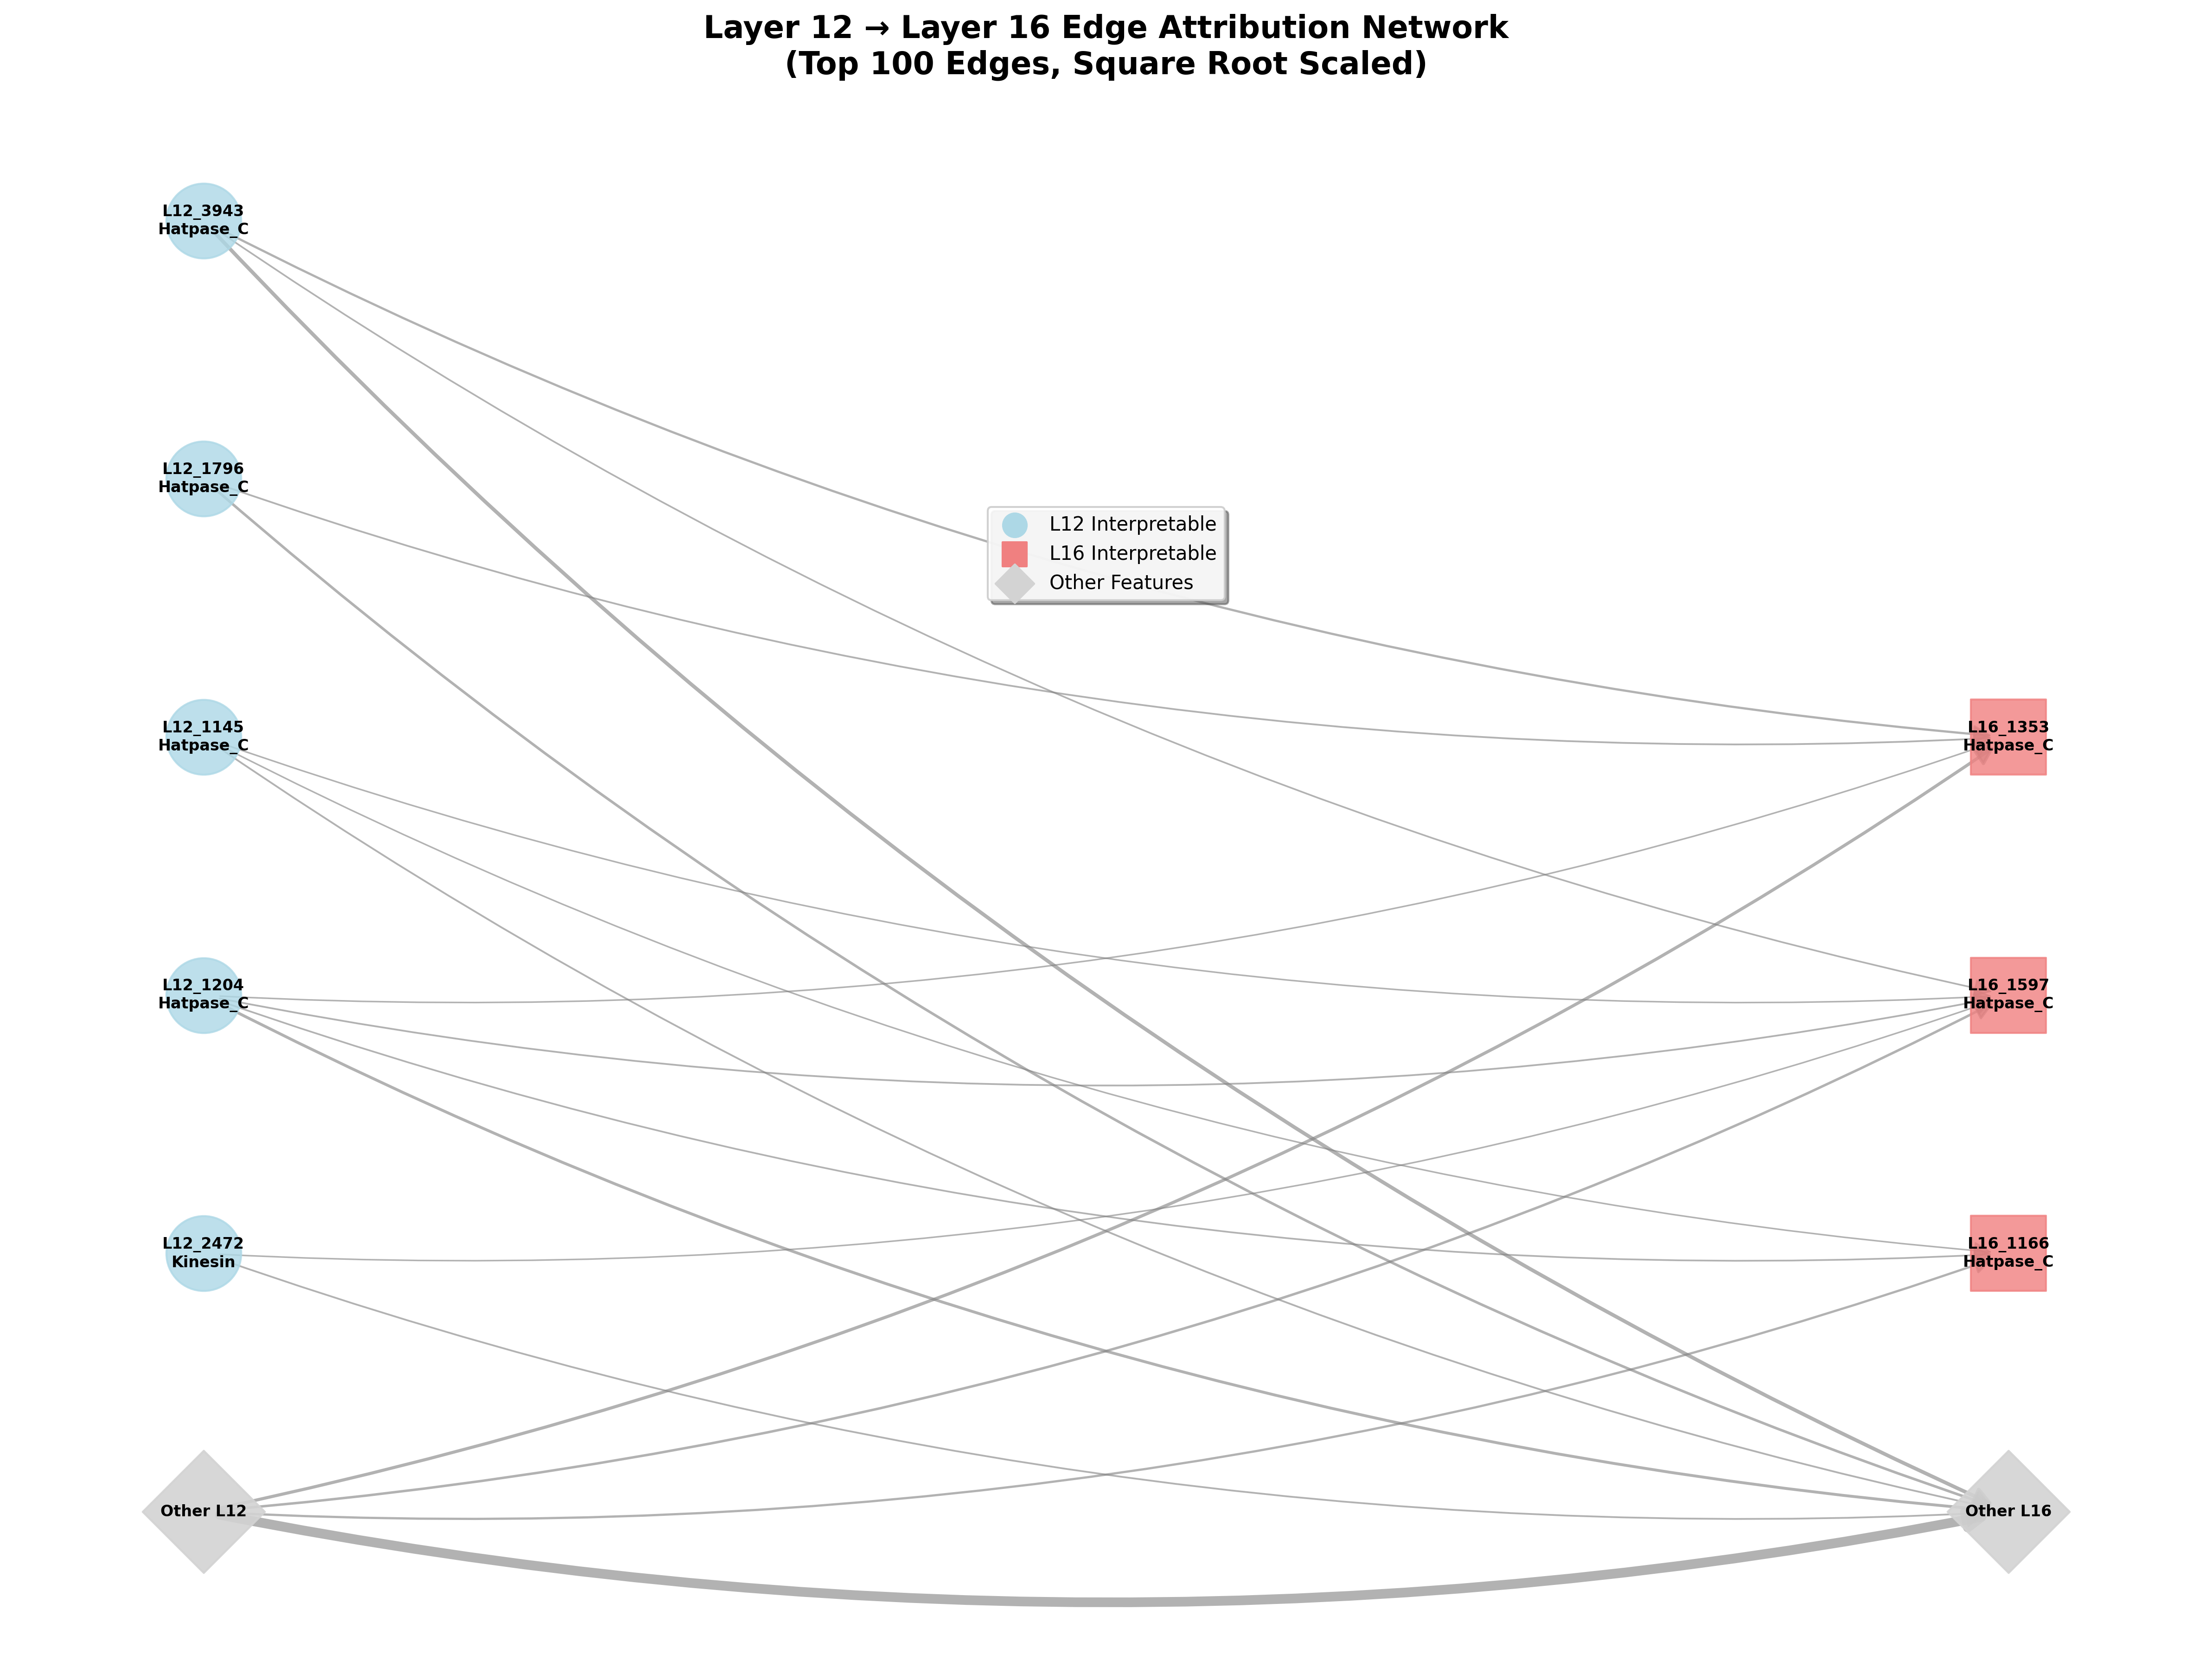 Layer 12 → Layer 16 Edge Attribution Network
(Top 100 Edges, Square Root Scaled)
L12_3943
Hatpase_C
L12_1796
Hatpase_C
L12 Interpretable
L16 Interpretable
Other Features
L12_1145
Hatpase_C
L16_1353
Hatpase_C
L12_1204
Hatpase_C
L16_1597
Hatpase_C
L12_2472
Kinesin
L16_1166
Hatpase_C
Other L12
Other L16